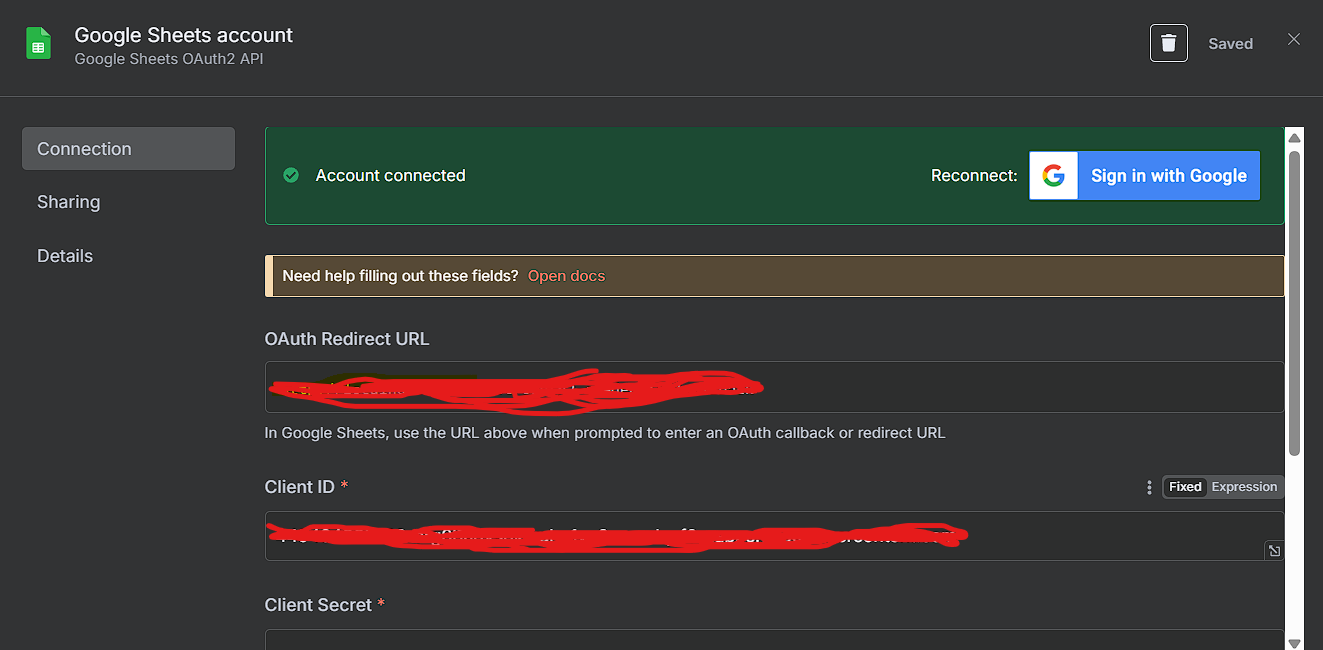 Google Sheets account
Google Sheets OAuth2 API
Saved
Connection
Sharing
Details
Account connected
Reconnect:
Sign in with Google
Need help filling out these fields? Open docs
OAuth Redirect URL
In Google Sheets, use the URL above when prompted to enter an OAuth callback or redirect URL
Client ID *
Fixed Expression
Client Secret *